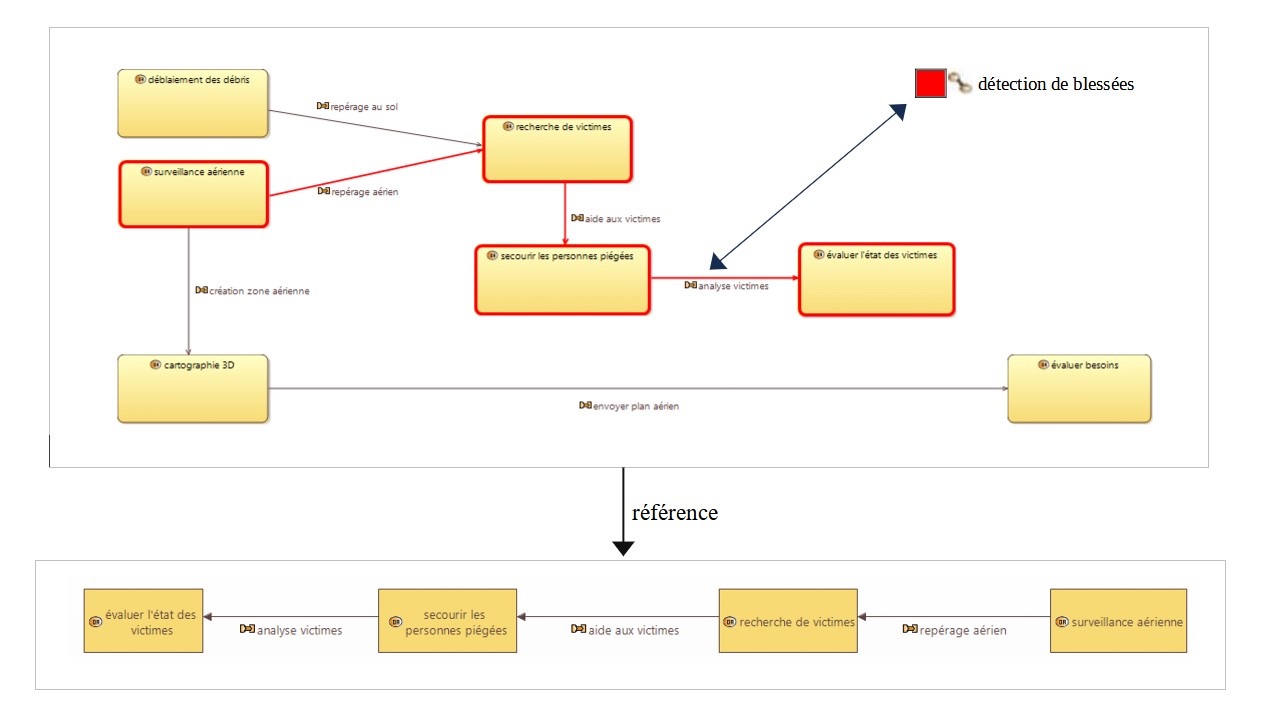 déblaiement des débris
repérage au sol
recherche de victimes
détection de blessées
surveillance aérienne
repérage aérien
aide aux victimes
secourir les personnes piégées
évaluer l'état des victimes
analyse victimes
création zone aérienne
cartographie 3D
évaluer besoins
envoyer plan aérien
référence
évaluer l'état des
victimes
analyse victimes
secourir les
personnes piégées
aide aux victimes
recherche de victimes
repérage aérien
surveillance aérienne